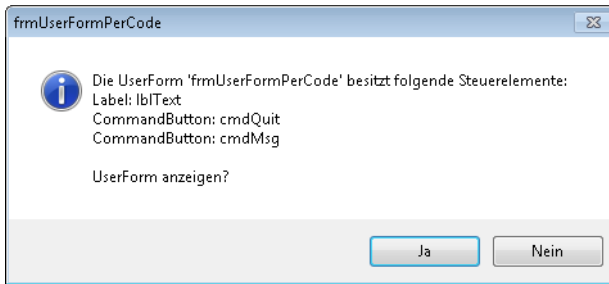 frmUserFormPerCode
Die UserForm 'frmUserFormPerCode' besitzt folgende Steuerelemente:
Label: lblText
CommandButton: cmdQuit
CommandButton: cmdMsg
UserForm anzeigen?
Ja
Nein